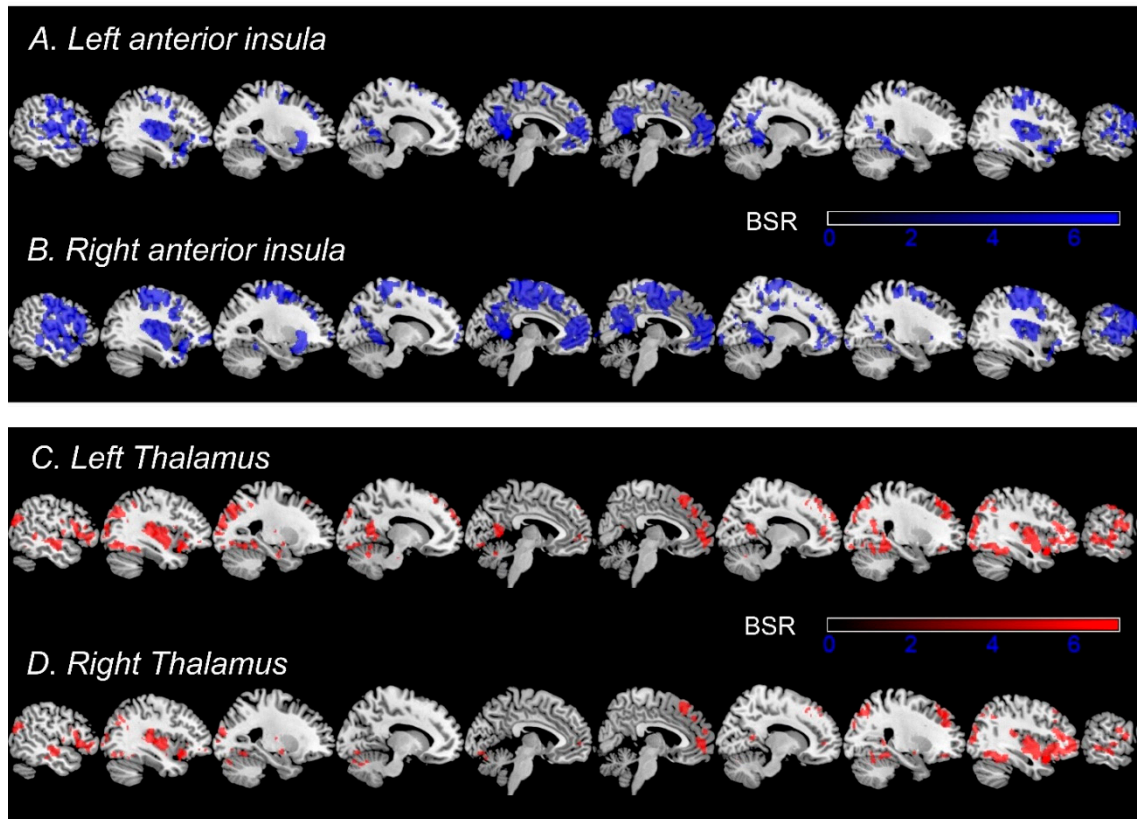 A. Left anterior insula
BSR
0 2 4 6
B. Right anterior insula
C. Left Thalamus
BSR
0 2 4 6
D. Right Thalamus